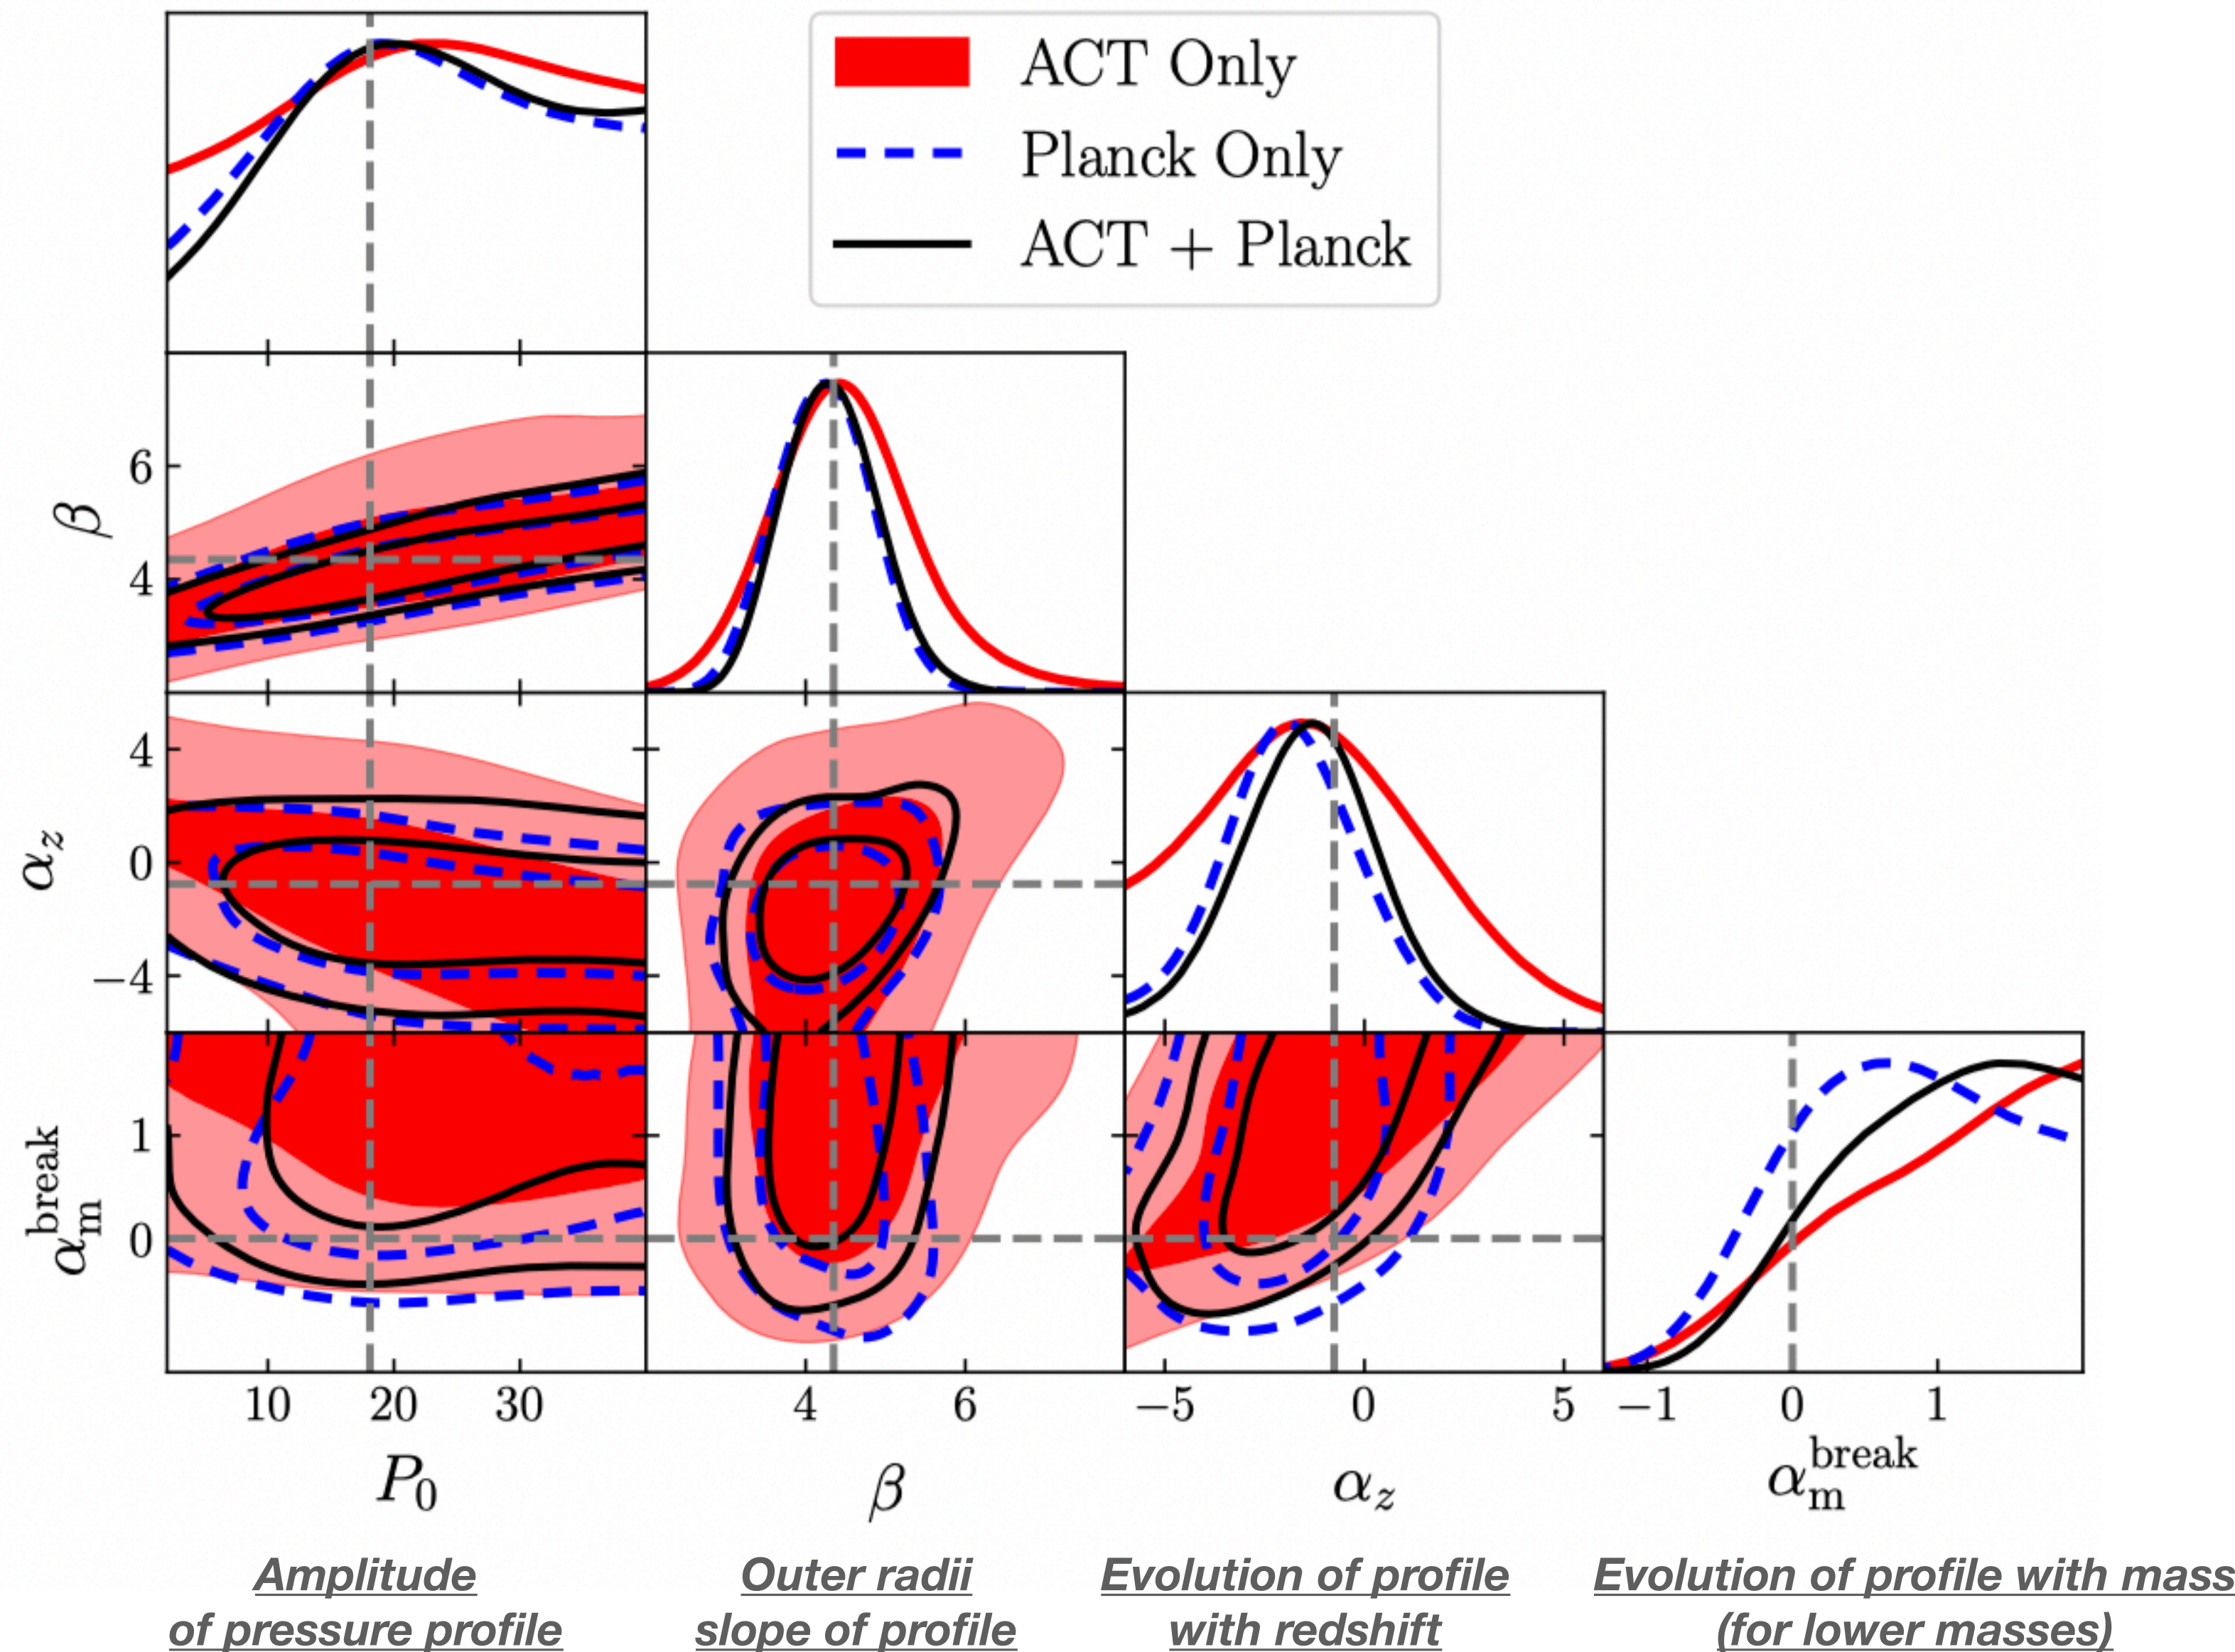 ACT Only
Planck Only
ACT + Planck
β
6
4
α_z
4
0
−4
α_m^break
1
0
10 20 30
4 6
−5 0 5
−1 0 1
P_0
β
α_z
α_m^break
Amplitude
of pressure profile
Outer radii
slope of profile
Evolution of profile
with redshift
Evolution of profile with mass
(for lower masses)